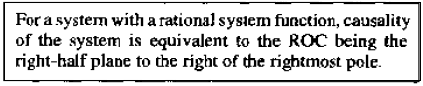 For a system with a rational system function, causality
of the system is equivalent to the ROC being the
right-half plane to the right of the rightmost pole.